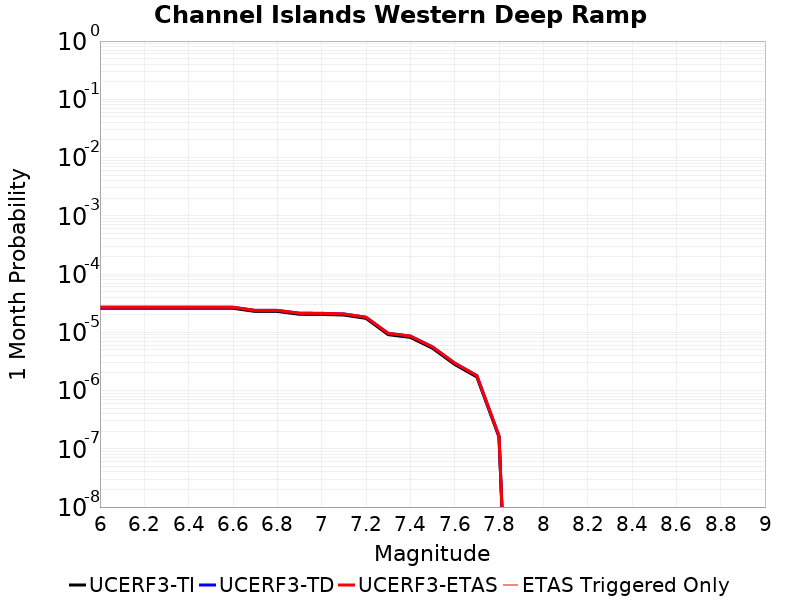 Channel Islands Western Deep Ramp
1 Month Probability
10^0
10^-1
10^-2
10^-3
10^-4
10^-5
10^-6
10^-7
10^-8
6 6.2 6.4 6.6 6.8 7 7.2 7.4 7.6 7.8 8 8.2 8.4 8.6 8.8 9
Magnitude
UCERF3-TI UCERF3-TD UCERF3-ETAS ETAS Triggered Only